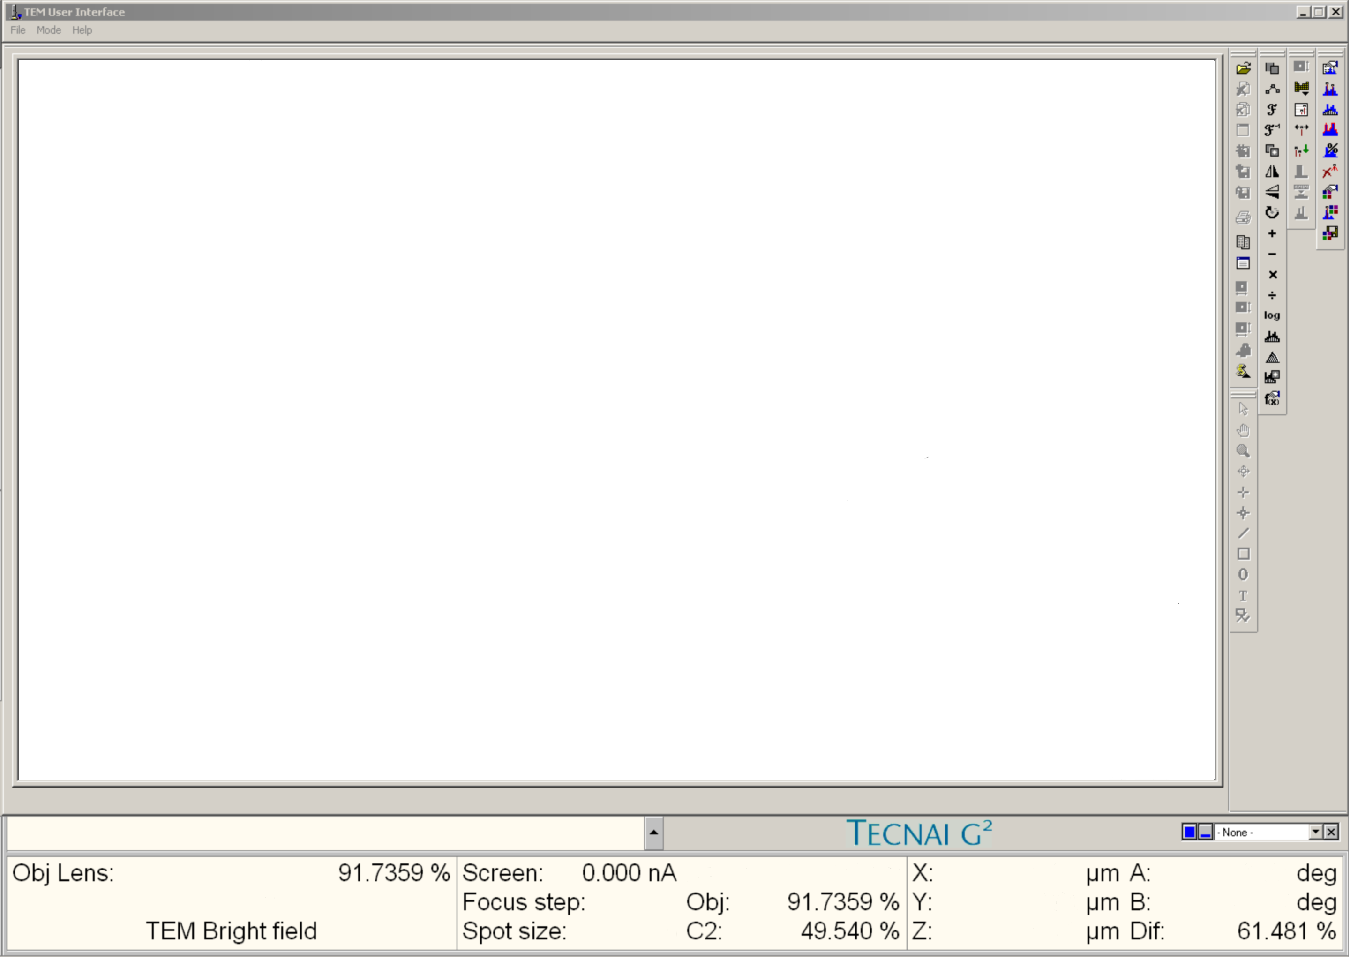 TEM User Interface
File Mode Help
ℱ
ℱ⁻¹
+
−
×
÷
log
f(x)
T
TECNAI G²
- None -
Obj Lens: 91.7359 %
TEM Bright field
Screen: 0.000 nA
Focus step: Obj: 91.7359 %
Spot size: C2: 49.540 %
X: µm A: deg
Y: µm B: deg
Z: µm Dif: 61.481 %